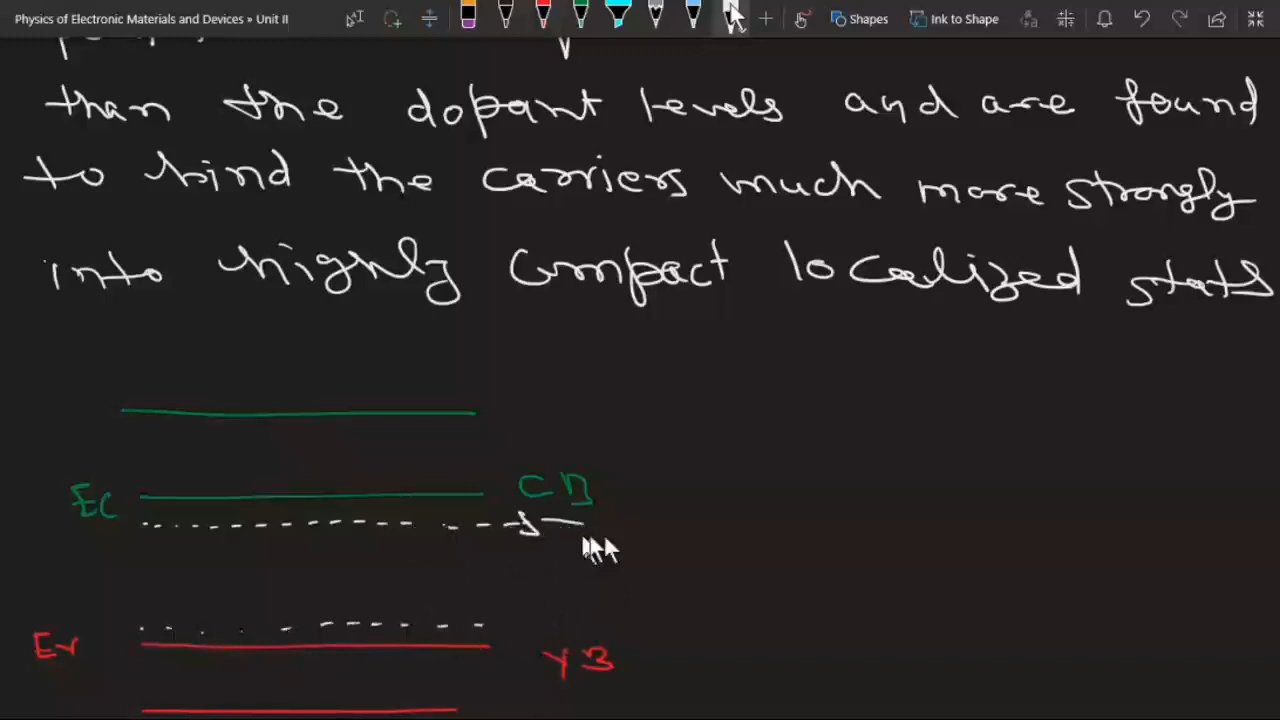 Physics of Electronic Materials and Devices » Unit II
Shapes
Ink to Shape
than the dopant levels and are found
to bind the carriers much more strongly
into highly compact localized stats
Ec
CB
Ev
VB